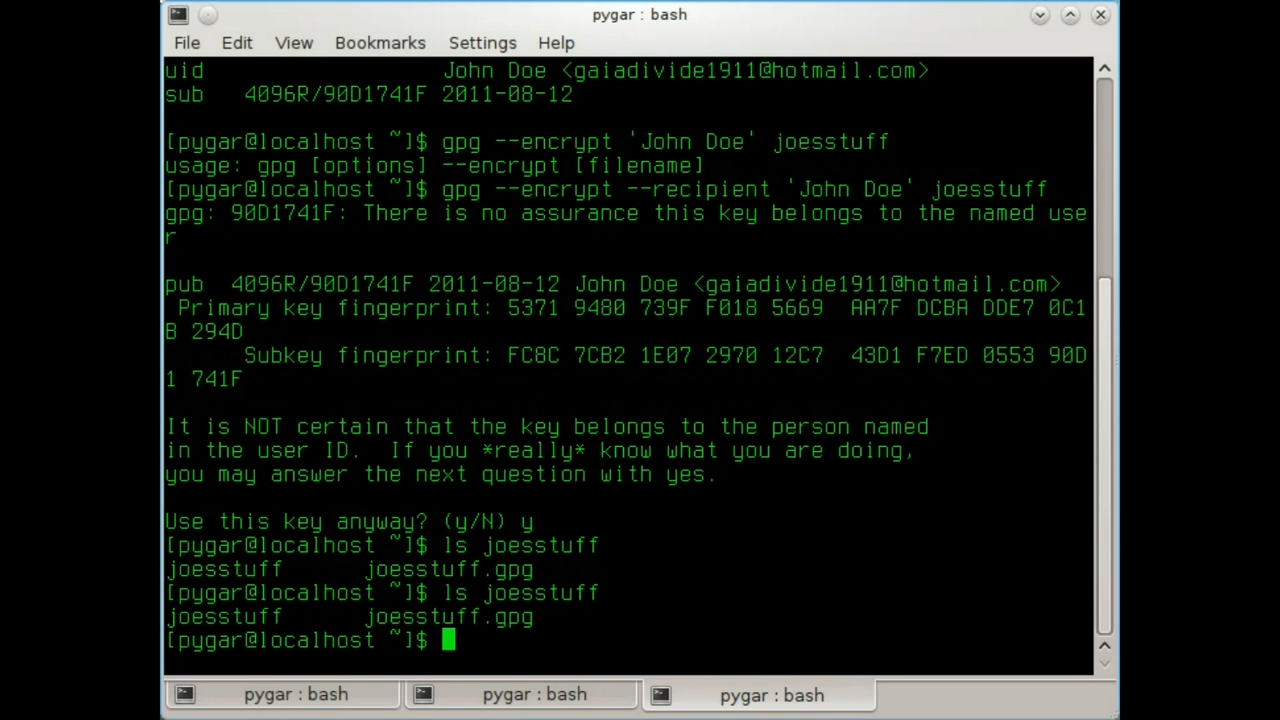 pygar : bash
File Edit View Bookmarks Settings Help
uid                  John Doe <gaiadivide1911@hotmail.com>
sub   4096R/90D1741F 2011-08-12
[pygar@localhost ~]$ gpg --encrypt 'John Doe' joesstuff
usage: gpg [options] --encrypt [filename]
[pygar@localhost ~]$ gpg --encrypt --recipient 'John Doe' joesstuff
gpg: 90D1741F: There is no assurance this key belongs to the named use
r
pub  4096R/90D1741F 2011-08-12 John Doe <gaiadivide1911@hotmail.com>
 Primary key fingerprint: 5371 9480 739F F018 5669  AA7F DCBA DDE7 0C1
B 294D
      Subkey fingerprint: FC8C 7CB2 1E07 2970 12C7  43D1 F7ED 0553 90D
1 741F
It is NOT certain that the key belongs to the person named
in the user ID.  If you *really* know what you are doing,
you may answer the next question with yes.
Use this key anyway? (y/N) y
[pygar@localhost ~]$ ls joesstuff
joesstuff      joesstuff.gpg
[pygar@localhost ~]$ ls joesstuff
joesstuff      joesstuff.gpg
[pygar@localhost ~]$
pygar : bash pygar : bash pygar : bash